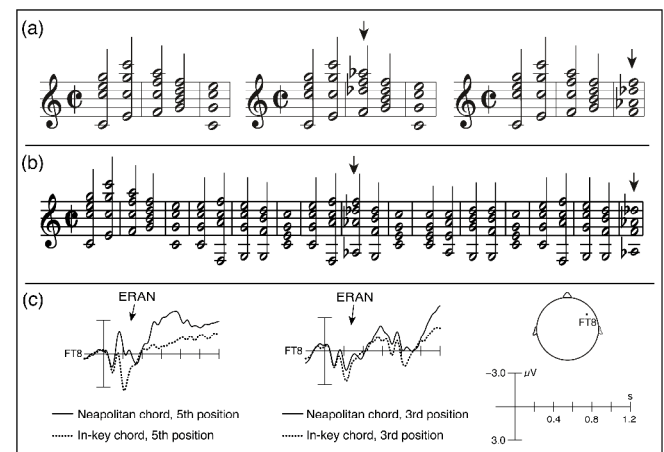 (a)
(b)
(c)
ERAN
ERAN
FT8
FT8
FT8
-3.0
μV
s
0.4 0.8 1.2
3.0
Neapolitan chord, 5th position
In-key chord, 5th position
Neapolitan chord, 3rd position
In-key chord, 3rd position